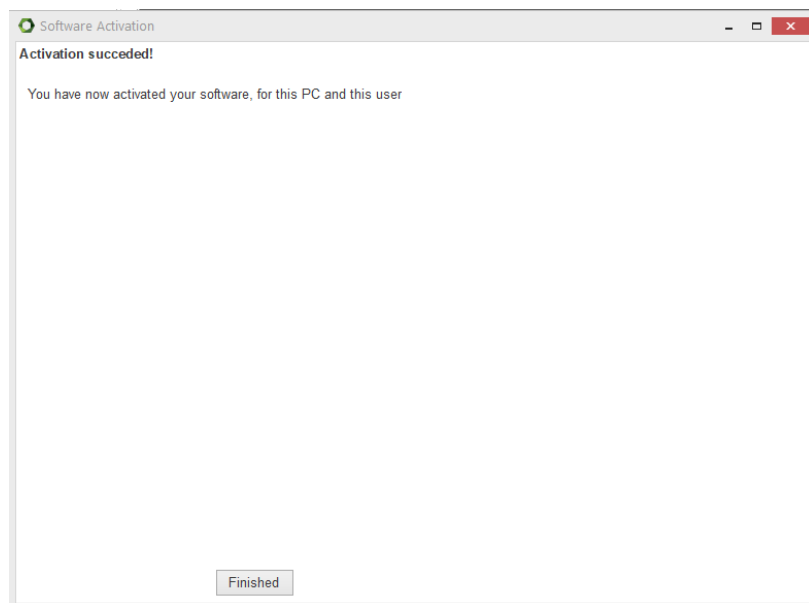 Software Activation
Activation succeded!
You have now activated your software, for this PC and this user
Finished